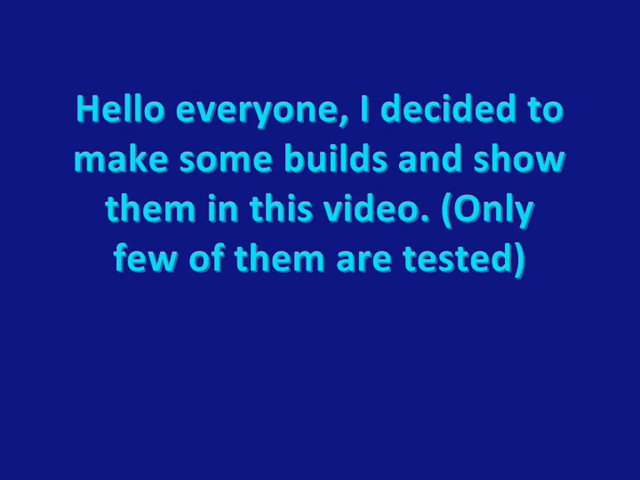 Hello everyone, I decided to
make some builds and show
them in this video. (Only
few of them are tested)